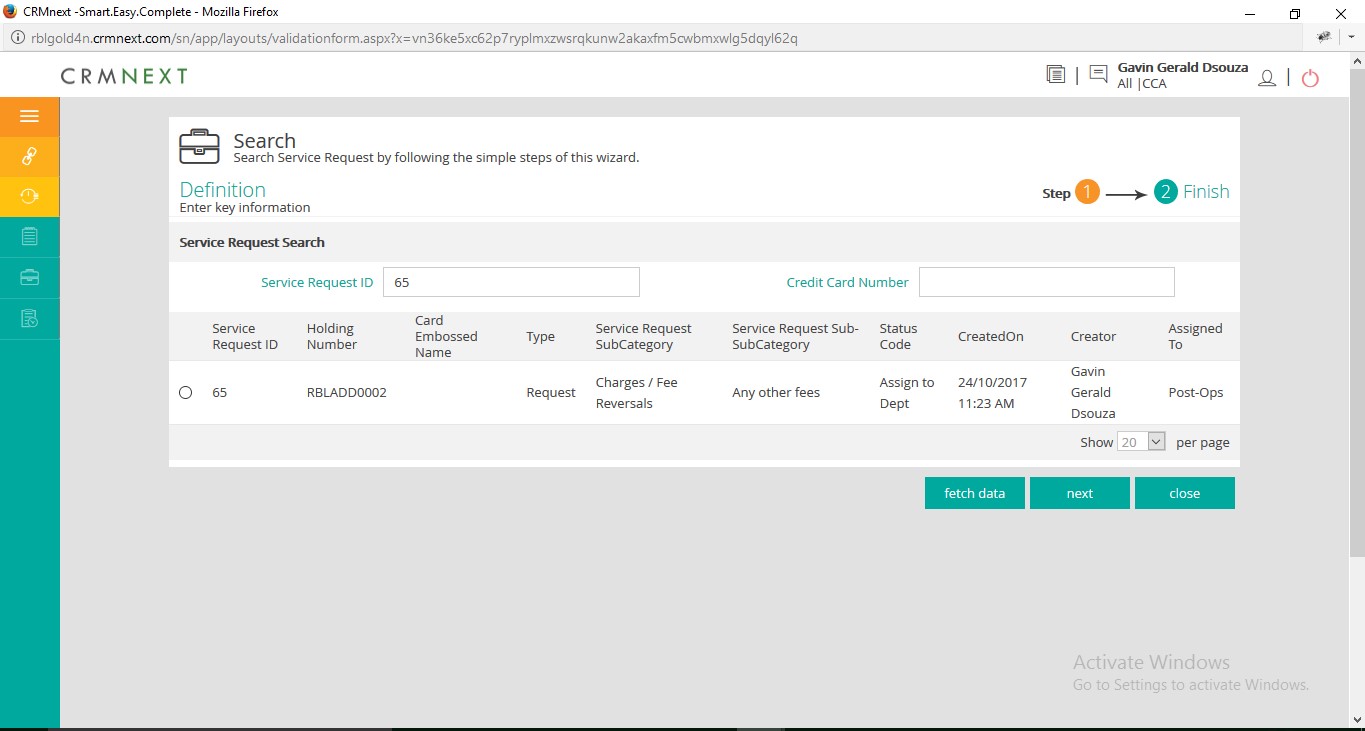 CRMnext -Smart.Easy.Complete - Mozilla Firefox
rblgold4n.crmnext.com/sn/app/layouts/validationform.aspx?x=vn36ke5xc62p7ryplmxzwsrqkunw2akaxfm5cwbmxwlg5dqyl62q
CRMNEXT
Gavin Gerald Dsouza
All |CCA
Search
Search Service Request by following the simple steps of this wizard.
Definition
Enter key information
Step 1 2 Finish
Service Request Search
Service Request ID 65 Credit Card Number
Service Request ID Holding Number Card Embossed Name Type Service Request SubCategory Service Request Sub-SubCategory Status Code CreatedOn Creator Assigned To
65 RBLADD0002 Request Charges / Fee Reversals Any other fees Assign to Dept 24/10/2017 11:23 AM Gavin Gerald Dsouza Post-Ops
Show 20 per page
fetch data next close
Activate Windows
Go to Settings to activate Windows.